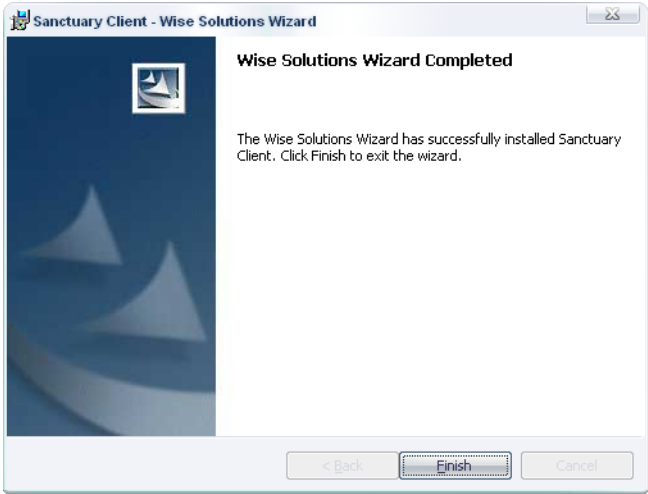 Sanctuary Client - Wise Solutions Wizard
Wise Solutions Wizard Completed
The Wise Solutions Wizard has successfully installed Sanctuary
Client. Click Finish to exit the wizard.
< Back
Finish
Cancel